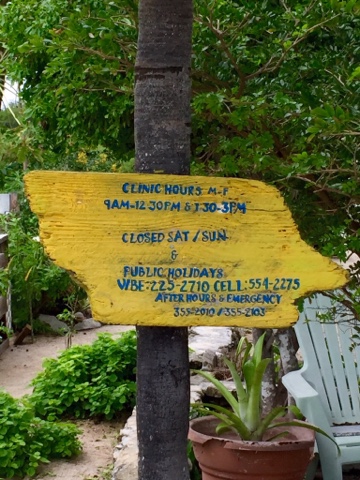 CLINIC HOURS M-F
9AM-12.30PM & 1.30-3PM
CLOSED SAT/SUN
&
PUBLIC HOLIDAYS
WBE:225-2710 CELL:554-2275
AFTER HOURS & EMERGENCY
355-2010/355-2103